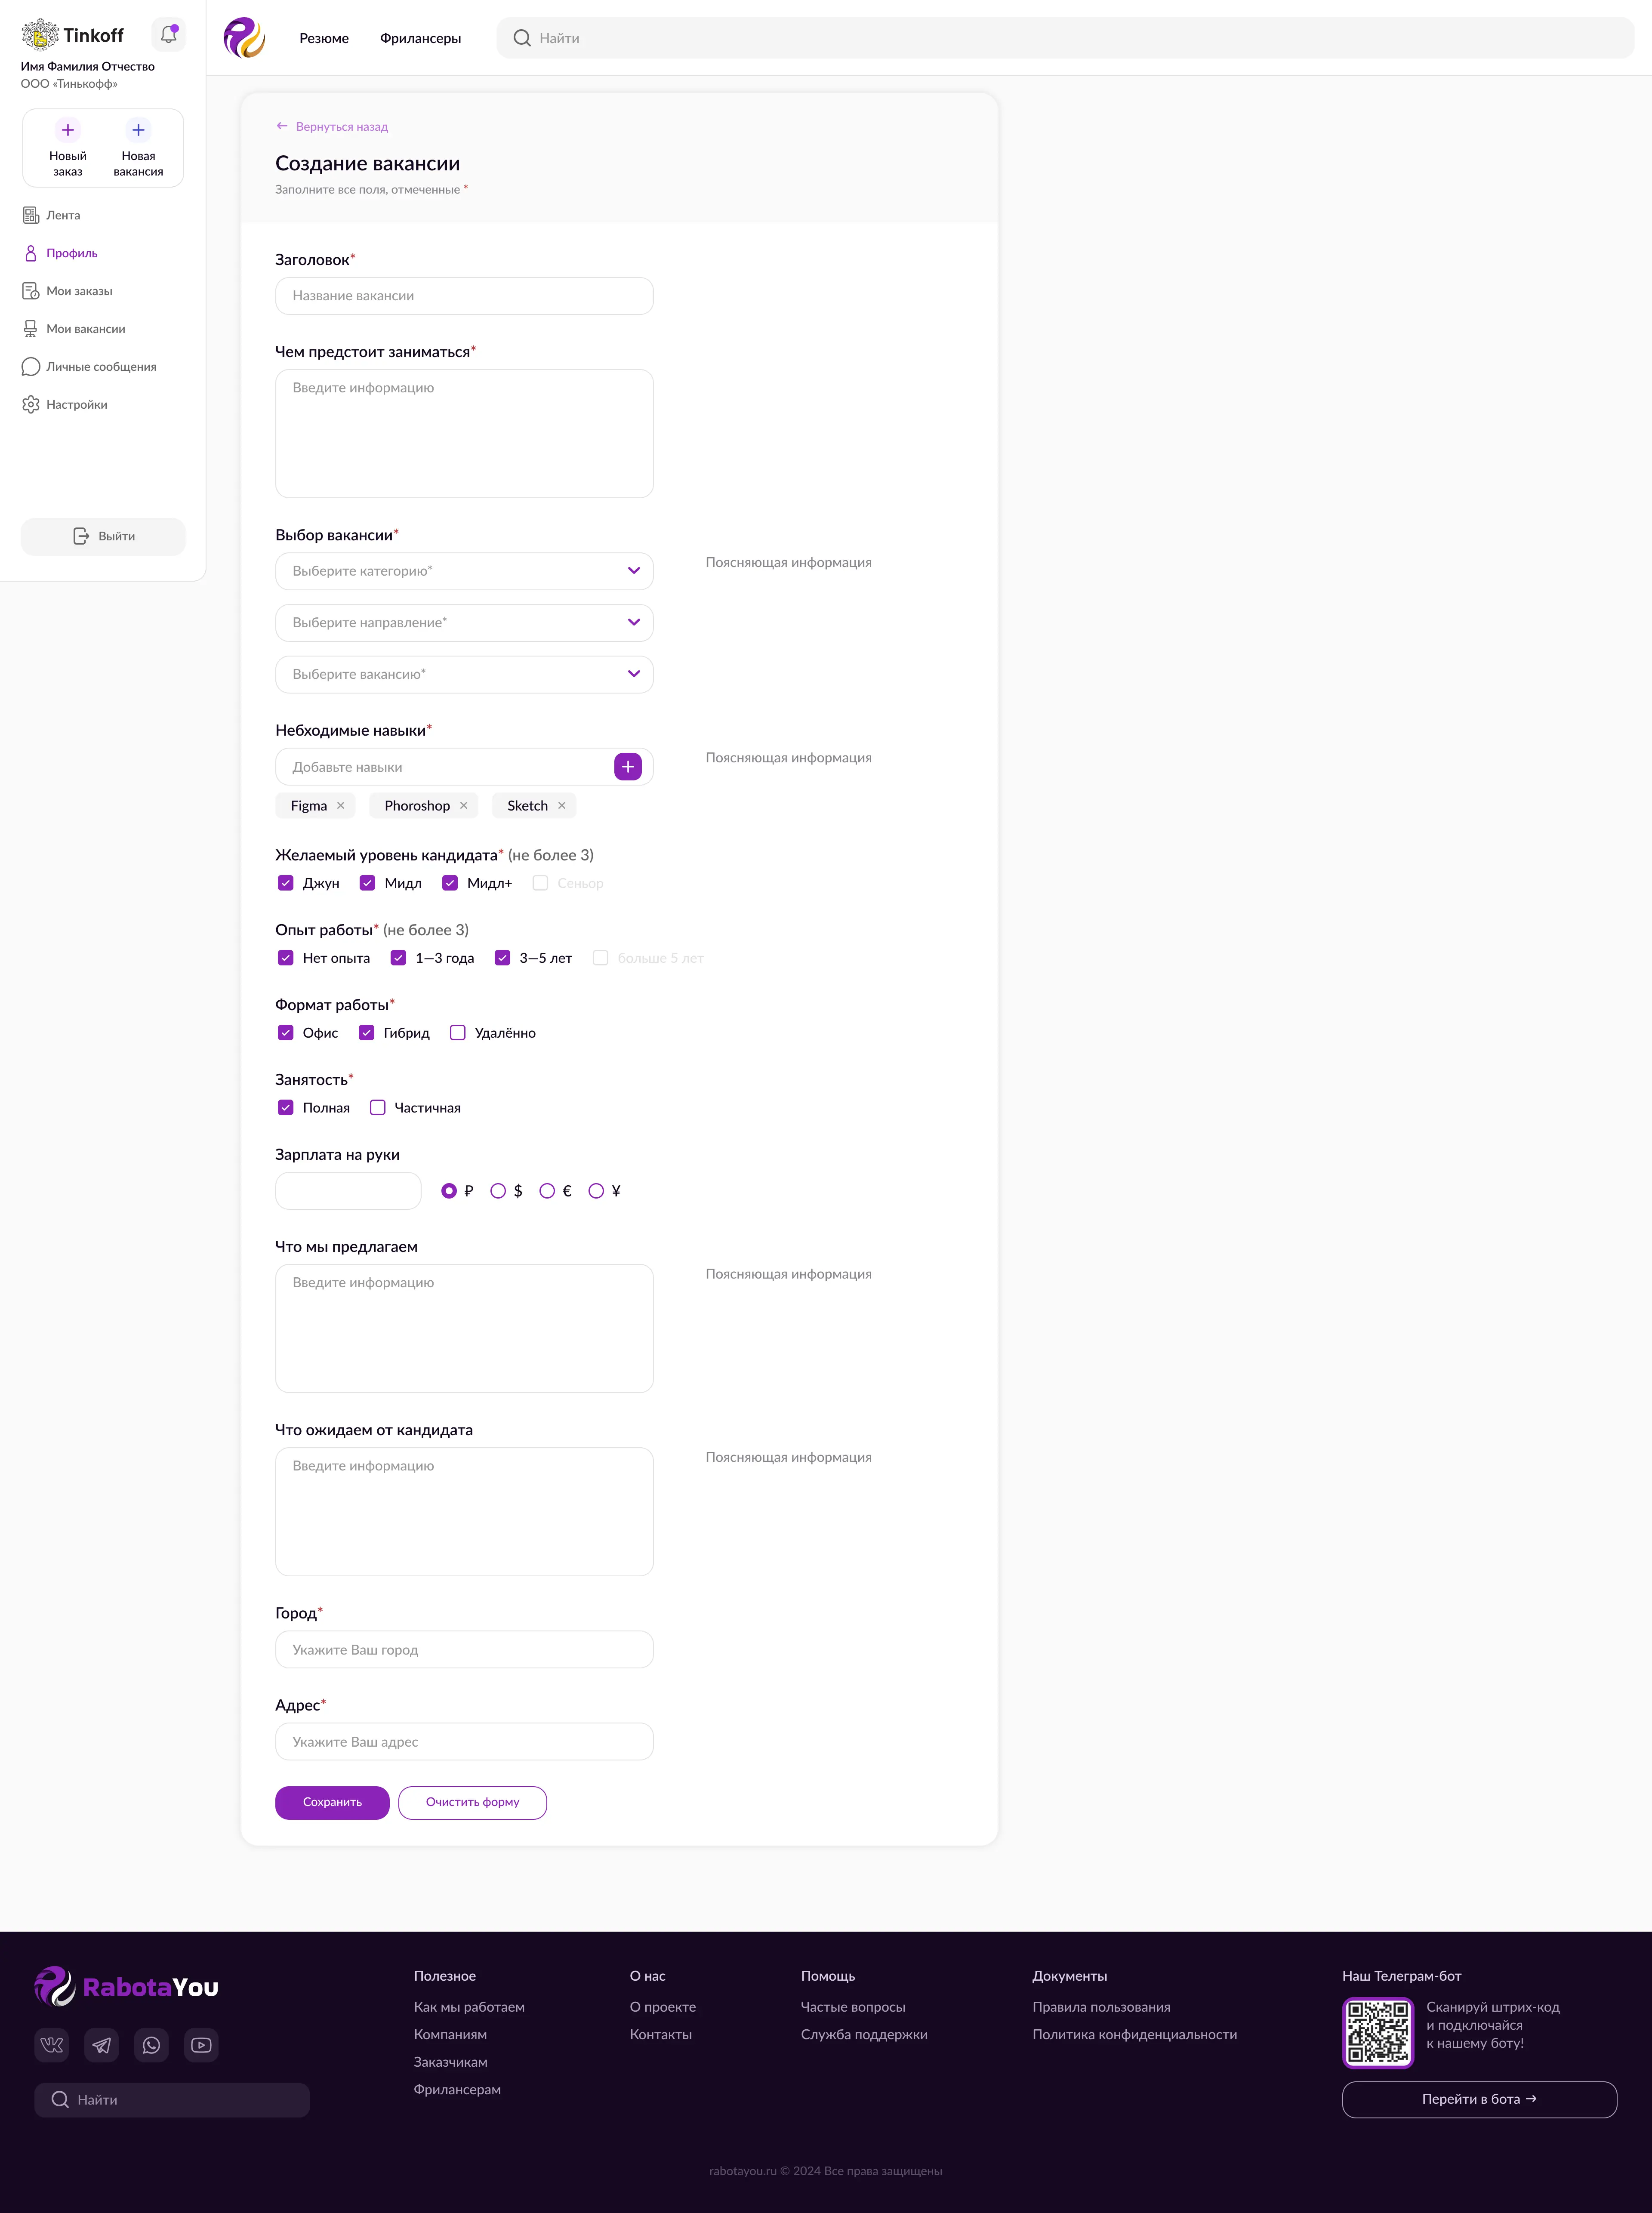 Tinkoff
Имя Фамилия Отчество
ООО «Тинькофф»
Новый заказ
Новая вакансия
Лента
Профиль
Мои заказы
Мои вакансии
Личные сообщения
Настройки
Выйти
Резюме
Фрилансеры
Найти
← Вернуться назад
Создание вакансии
Заполните все поля, отмеченные *
Заголовок*
Название вакансии
Чем предстоит заниматься*
Введите информацию
Выбор вакансии*
Выберите категорию*
Поясняющая информация
Выберите направление*
Выберите вакансию*
Небходимые навыки*
Добавьте навыки
Поясняющая информация
Figma × Phoroshop × Sketch ×
Желаемый уровень кандидата* (не более 3)
Джун Мидл Мидл+ Сеньор
Опыт работы* (не более 3)
Нет опыта 1—3 года 3—5 лет больше 5 лет
Формат работы*
Офис Гибрид Удалённо
Занятость*
Полная Частичная
Зарплата на руки
₽ $ € ¥
Что мы предлагаем
Введите информацию
Поясняющая информация
Что ожидаем от кандидата
Введите информацию
Поясняющая информация
Город*
Укажите Ваш город
Адрес*
Укажите Ваш адрес
Сохранить
Очистить форму
RabotaYou
Найти
Полезное
Как мы работаем
Компаниям
Заказчикам
Фрилансерам
О нас
О проекте
Контакты
Помощь
Частые вопросы
Служба поддержки
Документы
Правила пользования
Политика конфиденциальности
Наш Телеграм-бот
Сканируй штрих-код
и подключайся
к нашему боту!
Перейти в бота →
rabotayou.ru © 2024 Все права защищены